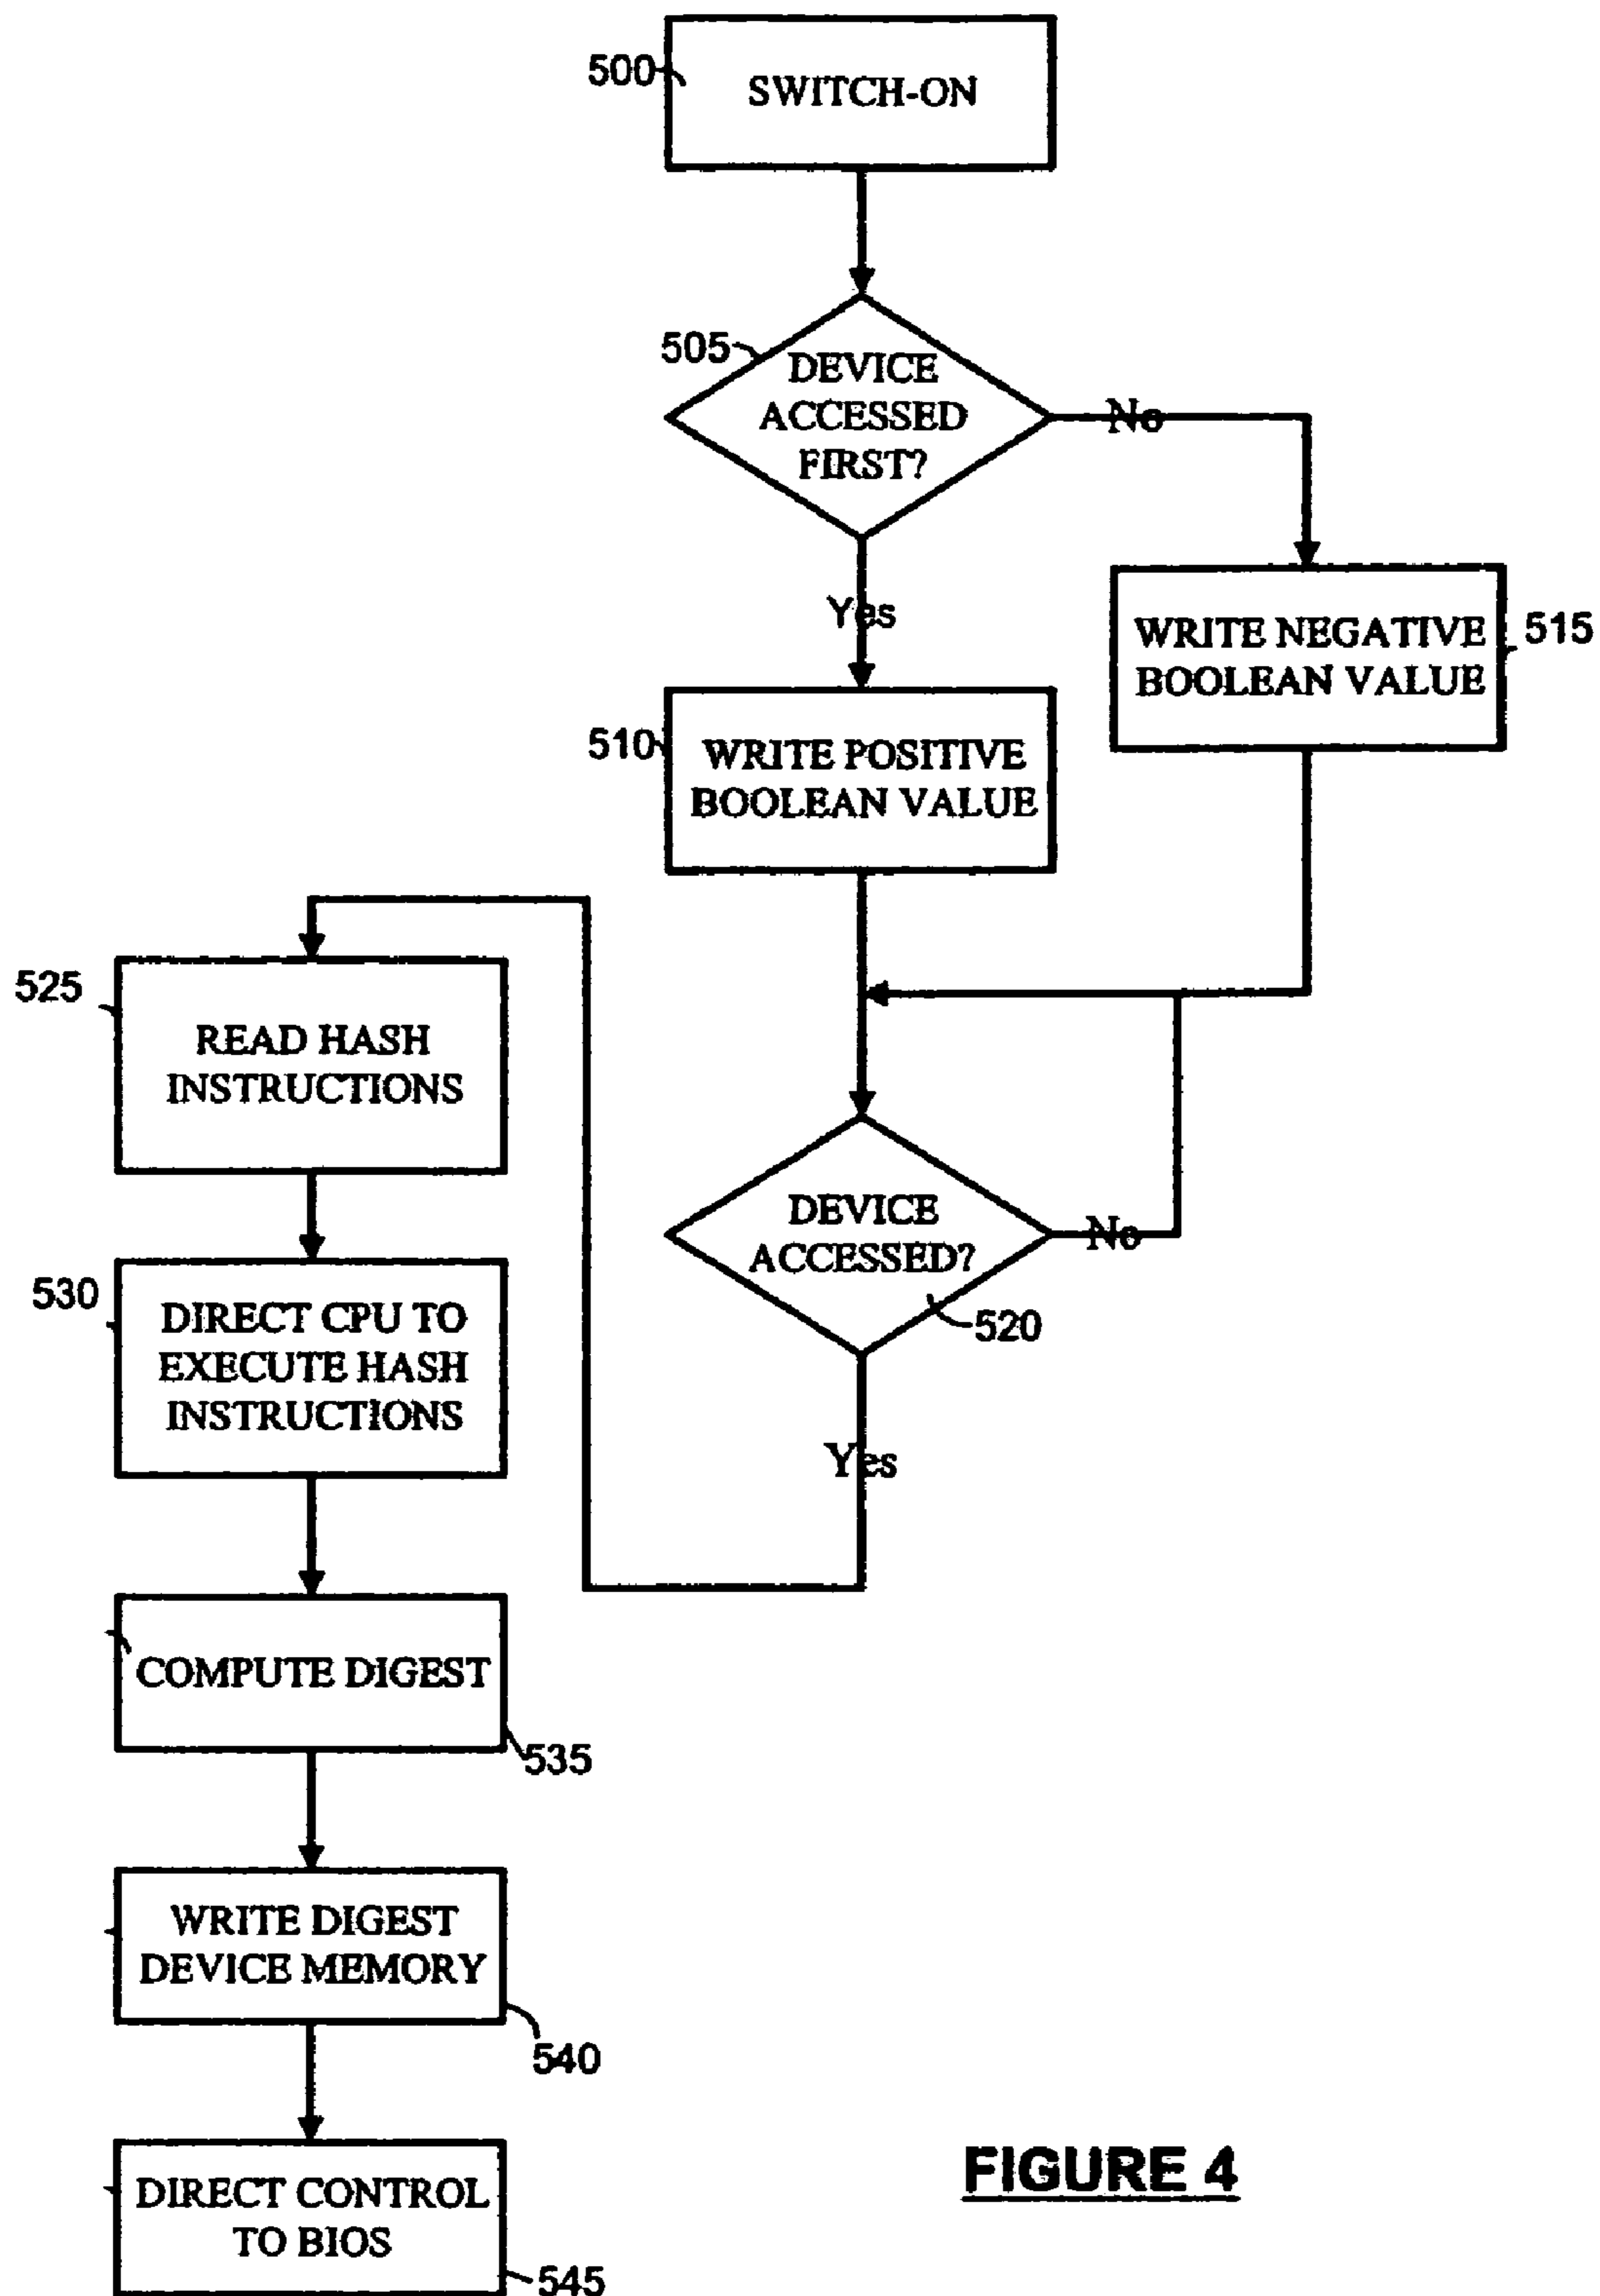 500
SWITCH-ON
505
DEVICE
ACCESSED
FIRST?
No
Yes
WRITE NEGATIVE
BOOLEAN VALUE
515
510
WRITE POSITIVE
BOOLEAN VALUE
525
READ HASH
INSTRUCTIONS
DEVICE
ACCESSED?
No
520
Yes
530
DIRECT CPU TO
EXECUTE HASH
INSTRUCTIONS
COMPUTE DIGEST
535
WRITE DIGEST
DEVICE MEMORY
540
DIRECT CONTROL
TO BIOS
545
FIGURE 4